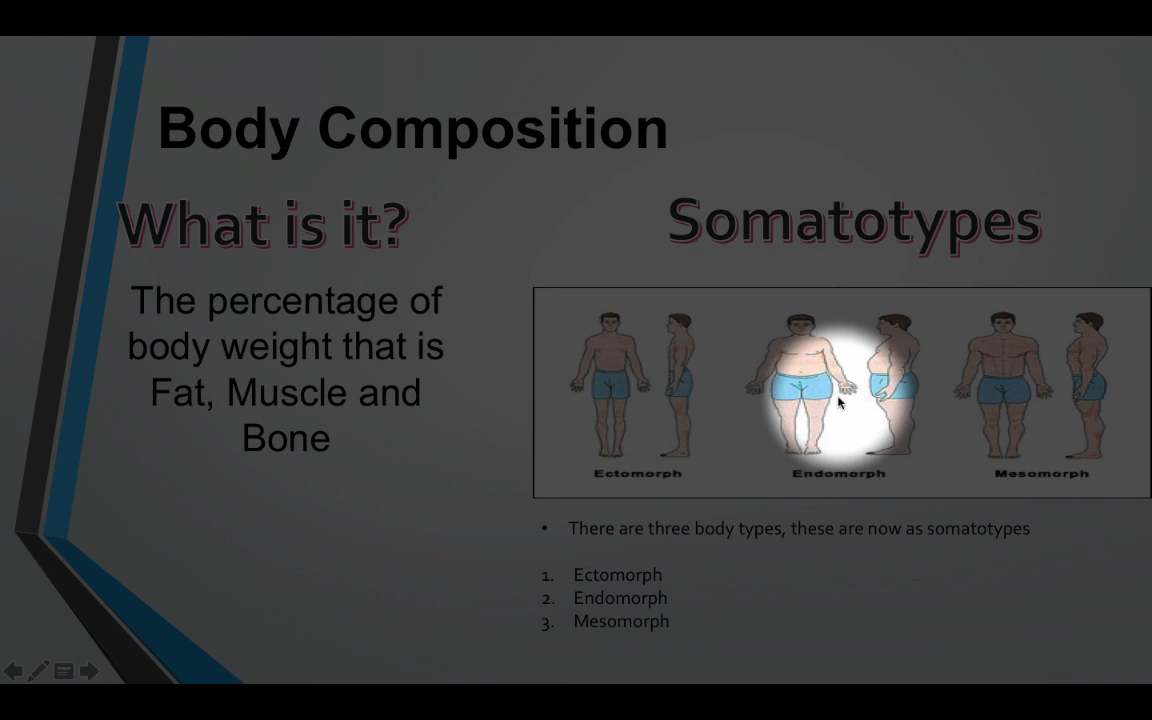 Body Composition
What is it?
The percentage of
body weight that is
Fat, Muscle and
Bone
Somatotypes
Ectomorph
Endomorph
Mesomorph
• There are three body types, these are now as somatotypes
1. Ectomorph
2. Endomorph
3. Mesomorph